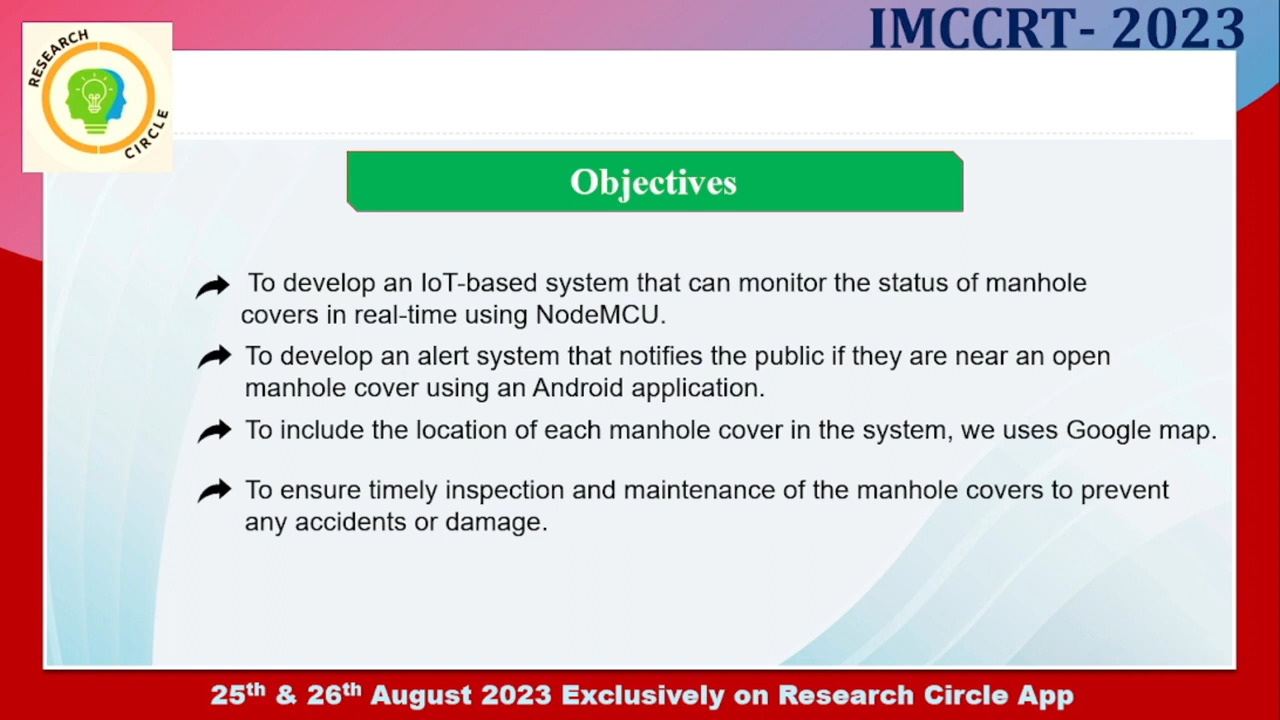 IMCCRT- 2023
RESEARCH
CIRCLE
Objectives
To develop an IoT-based system that can monitor the status of manhole
covers in real-time using NodeMCU.
To develop an alert system that notifies the public if they are near an open
manhole cover using an Android application.
To include the location of each manhole cover in the system, we uses Google map.
To ensure timely inspection and maintenance of the manhole covers to prevent
any accidents or damage.
25th & 26th August 2023 Exclusively on Research Circle App